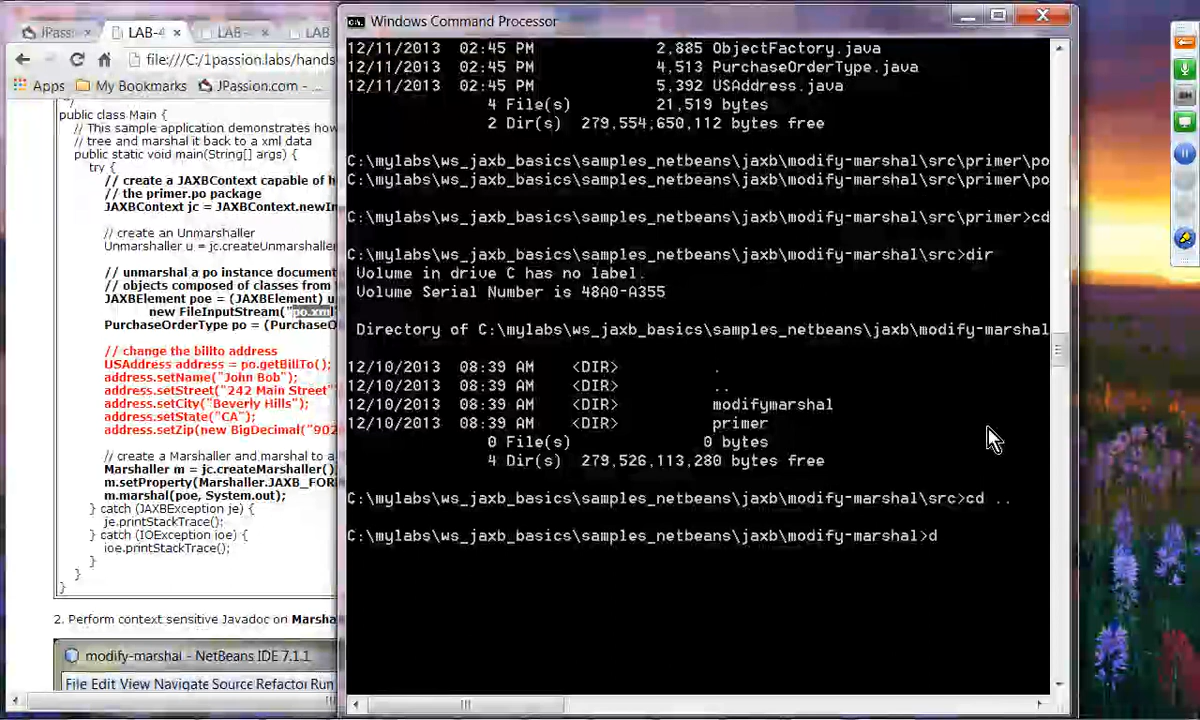 JPass
LAB-4
LAB
LAB
file:///C:/1passion.labs/hands
Apps My Bookmarks JPassion.com - ...
public class Main {
// This sample application demonstrates how
// tree and marshal it back to a xml data
public static void main(String[] args) {
try {
// create a JAXBContext capable of h
// the primer.po package
JAXBContext jc = JAXBContext.newIn
// create an Unmarshaller
Unmarshaller u = jc.createUnmarshaller
// unmarshal a po instance document
// objects composed of classes from
JAXBElement poe = (JAXBElement) u
new FileInputStream("po.xml
PurchaseOrderType po = (PurchaseO
// change the billto address
USAddress address = po.getBillTo();
address.setName("John Bob");
address.setStreet("242 Main Street"
address.setCity("Beverly Hills");
address.setState("CA");
address.setZip(new BigDecimal("902
// create a Marshaller and marshal to a
Marshaller m = jc.createMarshaller();
m.setProperty(Marshaller.JAXB_FOR
m.marshal(poe, System.out);
} catch (JAXBException je) {
je.printStackTrace();
} catch (IOException ioe) {
ioe.printStackTrace();
}
}
}
2. Perform context sensitive Javadoc on Marsha
modify-marshal - NetBeans IDE 7.1.1
File Edit View Navigate Source Refactor Run
Windows Command Processor
12/11/2013 02:45 PM 2,885 ObjectFactory.java
12/11/2013 02:45 PM 4,513 PurchaseOrderType.java
12/11/2013 02:45 PM 5,392 USAddress.java
4 File(s) 21,519 bytes
2 Dir(s) 279,554,650,112 bytes free
C:\mylabs\ws_jaxb_basics\samples_netbeans\jaxb\modify-marshal\src\primer\po
C:\mylabs\ws_jaxb_basics\samples_netbeans\jaxb\modify-marshal\src\primer\po
C:\mylabs\ws_jaxb_basics\samples_netbeans\jaxb\modify-marshal\src\primer>cd
C:\mylabs\ws_jaxb_basics\samples_netbeans\jaxb\modify-marshal\src>dir
Volume in drive C has no label.
Volume Serial Number is 48A0-A355
Directory of C:\mylabs\ws_jaxb_basics\samples_netbeans\jaxb\modify-marshal
12/10/2013 08:39 AM <DIR> .
12/10/2013 08:39 AM <DIR> ..
12/10/2013 08:39 AM <DIR> modifymarshal
12/10/2013 08:39 AM <DIR> primer
0 File(s) 0 bytes
4 Dir(s) 279,526,113,280 bytes free
C:\mylabs\ws_jaxb_basics\samples_netbeans\jaxb\modify-marshal\src>cd ..
C:\mylabs\ws_jaxb_basics\samples_netbeans\jaxb\modify-marshal>d